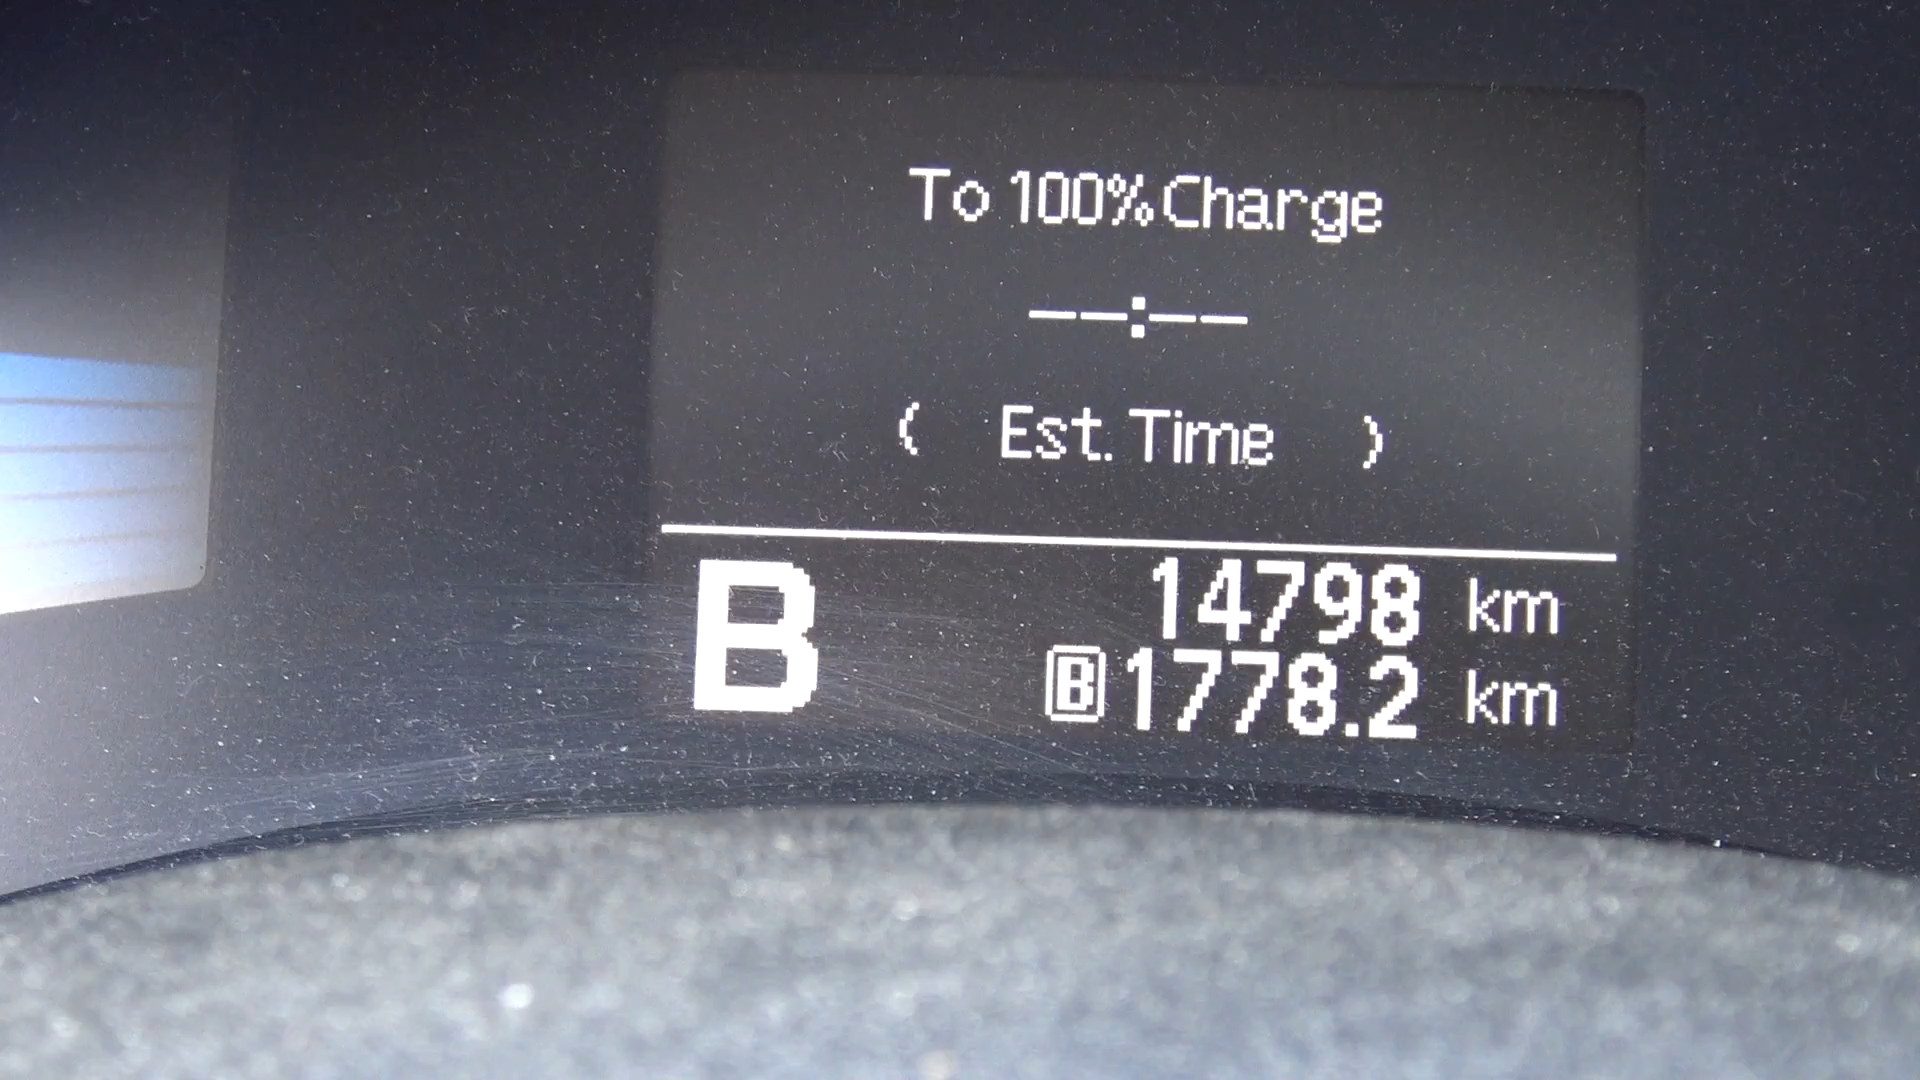 To 100% Charge
--:--
( Est. Time )
B
14798 km
B 1778.2 km